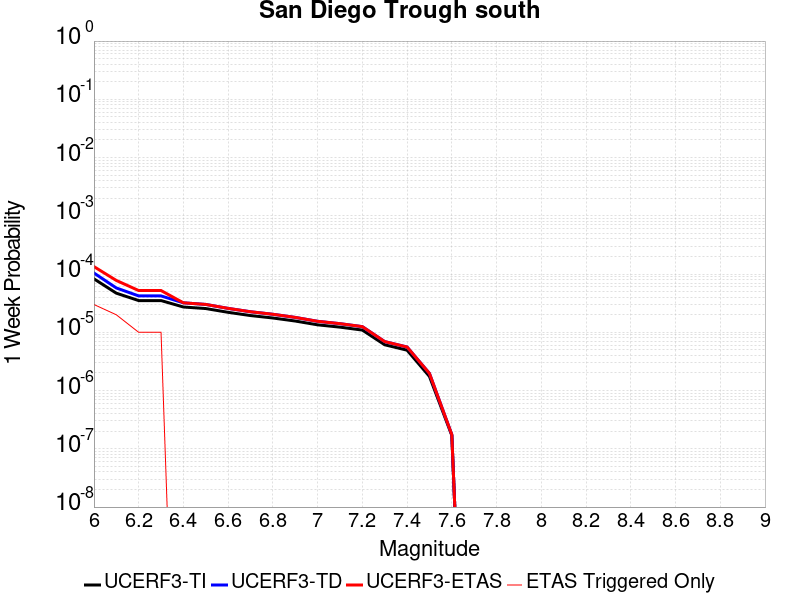 San Diego Trough south
10^0
10^-1
10^-2
10^-3
10^-4
10^-5
10^-6
10^-7
10^-8
1 Week Probability
6 6.2 6.4 6.6 6.8 7 7.2 7.4 7.6 7.8 8 8.2 8.4 8.6 8.8 9
Magnitude
UCERF3-TI UCERF3-TD UCERF3-ETAS ETAS Triggered Only